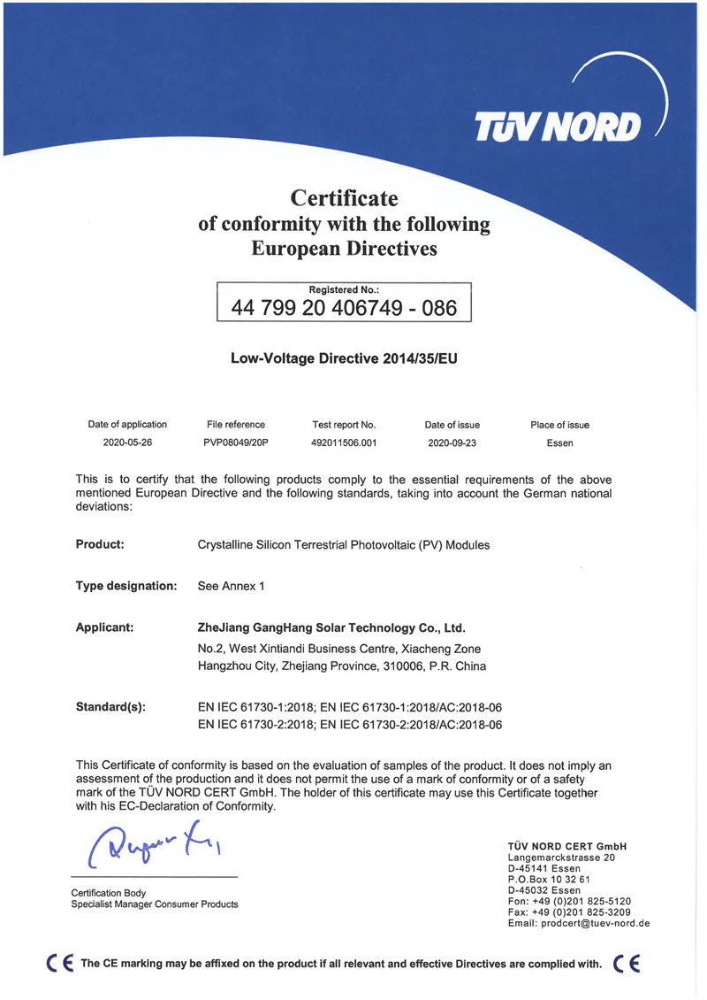 TÜV NORD
Certificate
of conformity with the following
European Directives
Registered No.:
44 799 20 406749 - 086
Low-Voltage Directive 2014/35/EU
Date of application File reference Test report No. Date of issue Place of issue
2020-05-26 PVP08049/20P 492011506.001 2020-09-23 Essen
This is to certify that the following products comply to the essential requirements of the above
mentioned European Directive and the following standards, taking into account the German national
deviations:
Product: Crystalline Silicon Terrestrial Photovoltaic (PV) Modules
Type designation: See Annex 1
Applicant: ZheJiang GangHang Solar Technology Co., Ltd.
No.2, West Xintiandi Business Centre, Xiacheng Zone
Hangzhou City, Zhejiang Province, 310006, P.R. China
Standard(s): EN IEC 61730-1:2018; EN IEC 61730-1:2018/AC:2018-06
EN IEC 61730-2:2018; EN IEC 61730-2:2018/AC:2018-06
This Certificate of conformity is based on the evaluation of samples of the product. It does not imply an
assessment of the production and it does not permit the use of a mark of conformity or of a safety
mark of the TÜV NORD CERT GmbH. The holder of this certificate may use this Certificate together
with his EC-Declaration of Conformity.
Certification Body
Specialist Manager Consumer Products
TÜV NORD CERT GmbH
Langemarckstrasse 20
D-45141 Essen
P.O.Box 10 32 61
D-45032 Essen
Fon: +49 (0)201 825-5120
Fax: +49 (0)201 825-3209
Email: prodcert@tuev-nord.de
CE The CE marking may be affixed on the product if all relevant and effective Directives are complied with. CE